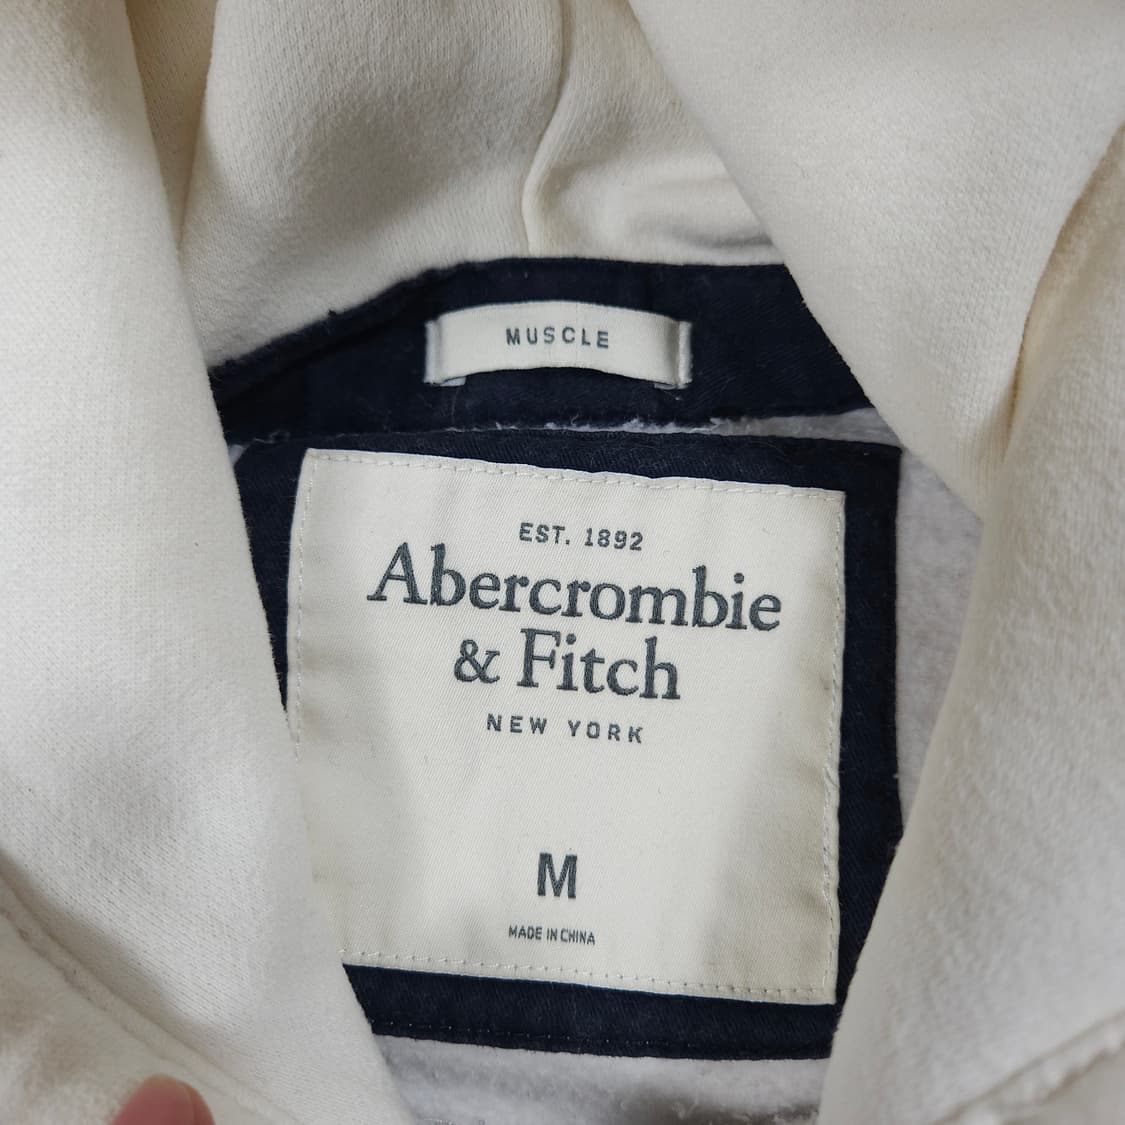 MUSCLE
EST. 1892
Abercrombie
& Fitch
NEW YORK
M
MADE IN CHINA